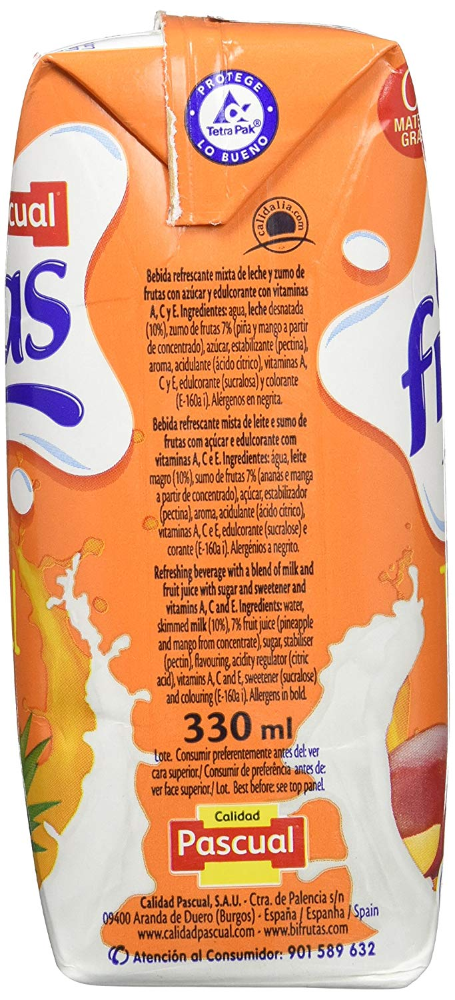 PROTEGE
Tetra Pak®
LO BUENO
0
MATE
GRA
calidalia.com
cual
as
fr
Bebida refrescante mixta de leche y zumo de
frutas con azúcar y edulcorante con vitaminas
A, C y E. Ingredientes: agua, leche desnatada
(10%), zumo de frutas 7% (piña y mango a partir
de concentrado), azúcar, estabilizante (pectina),
aroma, acidulante (ácido cítrico), vitaminas A,
C y E, edulcorante (sucralosa) y colorante
(E-160a i). Alérgenos en negrita.
Bebida refrescante mista de leite e sumo de
frutas com açúcar e edulcorante com
vitaminas A, C e E. Ingredientes: água, leite
magro (10%), sumo de frutas 7% (ananás e manga
a partir de concentrado), açúcar, estabilizador
(pectina), aroma, acidulante (ácido cítrico),
vitaminas A, C e E, edulcorante (sucralose) e
corante (E-160a i). Alergénios a negrito.
Refreshing beverage with a blend of milk and
fruit juice with sugar and sweetener and
vitamins A, C and E. Ingredients: water,
skimmed milk (10%), 7% fruit juice (pineapple
and mango from concentrate), sugar, stabiliser
(pectin), flavouring, acidity regulator (citric
acid), vitamins A, C and E, sweetener (sucralose)
and colouring (E-160a i). Allergens in bold.
330 ml
Lote. Consumir preferentemente antes del: ver
cara superior./ Consumir de preferência antes de:
ver face superior./ Lot. Best before: see top panel.
Calidad
Pascual
Calidad Pascual, S.A.U. - Ctra. de Palencia s/n
09400 Aranda de Duero (Burgos) - España / Espanha / Spain
www.calidadpascual.com - www.bifrutas.com
Atención al Consumidor: 901 589 632